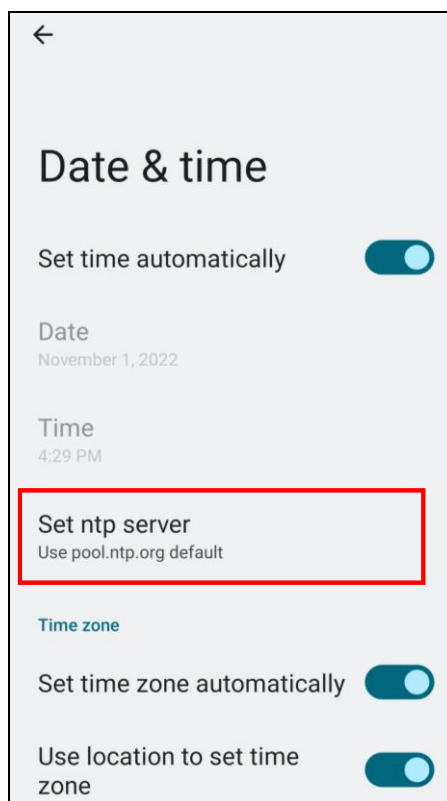 Date & time
Set time automatically
Date
November 1, 2022
Time
4:29 PM
Set ntp server
Use pool.ntp.org default
Time zone
Set time zone automatically
Use location to set time
zone